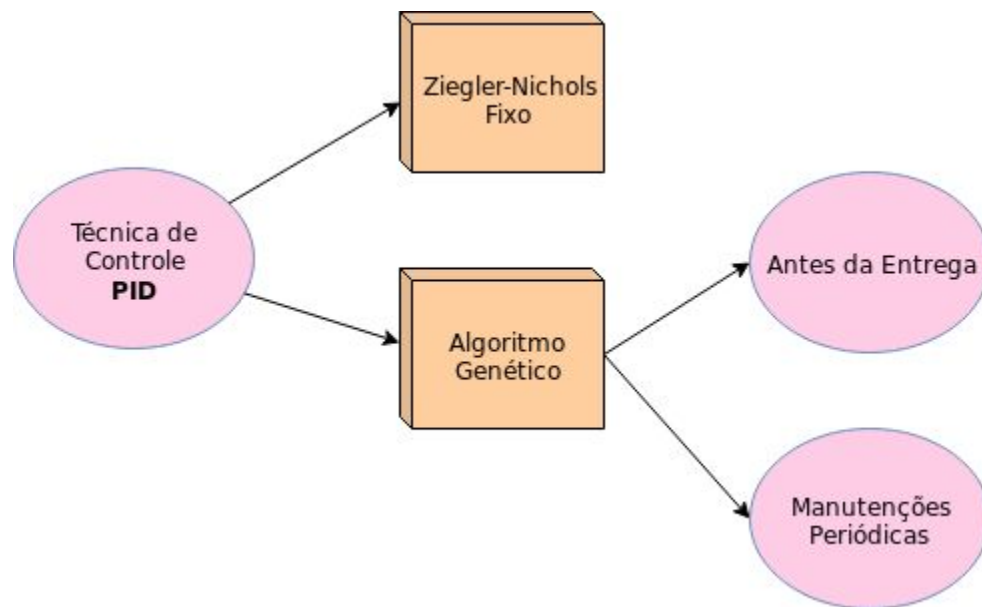 Ziegler-Nichols
Fixo
Técnica de
Controle
PID
Algoritmo
Genético
Antes da Entrega
Manutenções
Periódicas